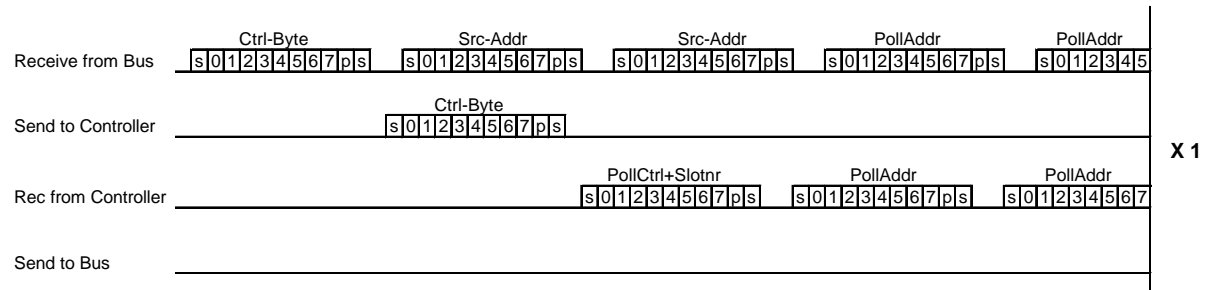 Ctrl-Byte Src-Addr Src-Addr PollAddr PollAddr
Receive from Bus s 0 1 2 3 4 5 6 7 p s s 0 1 2 3 4 5 6 7 p s s 0 1 2 3 4 5 6 7 p s s 0 1 2 3 4 5 6 7 p s s 0 1 2 3 4 5
Ctrl-Byte
Send to Controller s 0 1 2 3 4 5 6 7 p s
X 1
PollCtrl+Slotnr PollAddr PollAddr
Rec from Controller s 0 1 2 3 4 5 6 7 p s s 0 1 2 3 4 5 6 7 p s s 0 1 2 3 4 5 6 7
Send to Bus